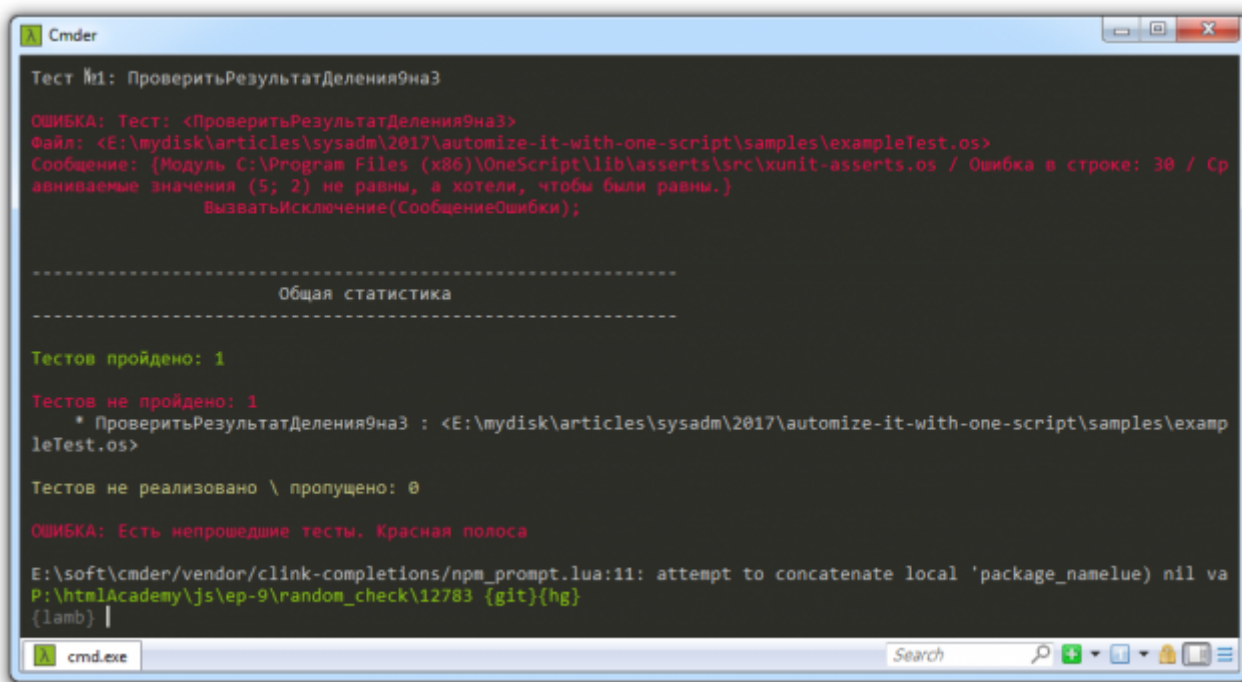 Cmder
Тест №1: ПроверитьРезультатДеления9на3
ОШИБКА: Тест: <ПроверитьРезультатДеления9на3>
Файл: <E:\mydisk\articles\sysadm\2017\automize-it-with-one-script\samples\exampleTest.os>
Сообщение: {Модуль C:\Program Files (x86)\OneScript\lib\asserts\src\xunit-asserts.os / Ошибка в строке: 30 / Ср
авниваемые значения (5; 2) не равны, а хотели, чтобы были равны.}
ВызватьИсключение(СообщениеОшибки);
------------------------------------------------------------
Общая статистика
------------------------------------------------------------
Тестов пройдено: 1
Тестов не пройдено: 1
* ПроверитьРезультатДеления9на3 : <E:\mydisk\articles\sysadm\2017\automize-it-with-one-script\samples\examp
leTest.os>
Тестов не реализовано \ пропущено: 0
ОШИБКА: Есть непрошедшие тесты. Красная полоса
E:\soft\cmder/vendor/clink-completions/npm_prompt.lua:11: attempt to concatenate local 'package_namelue) nil va
P:\htmlAcademy\js\ep-9\random_check\12783 {git}{hg}
{lamb}
cmd.exe
Search